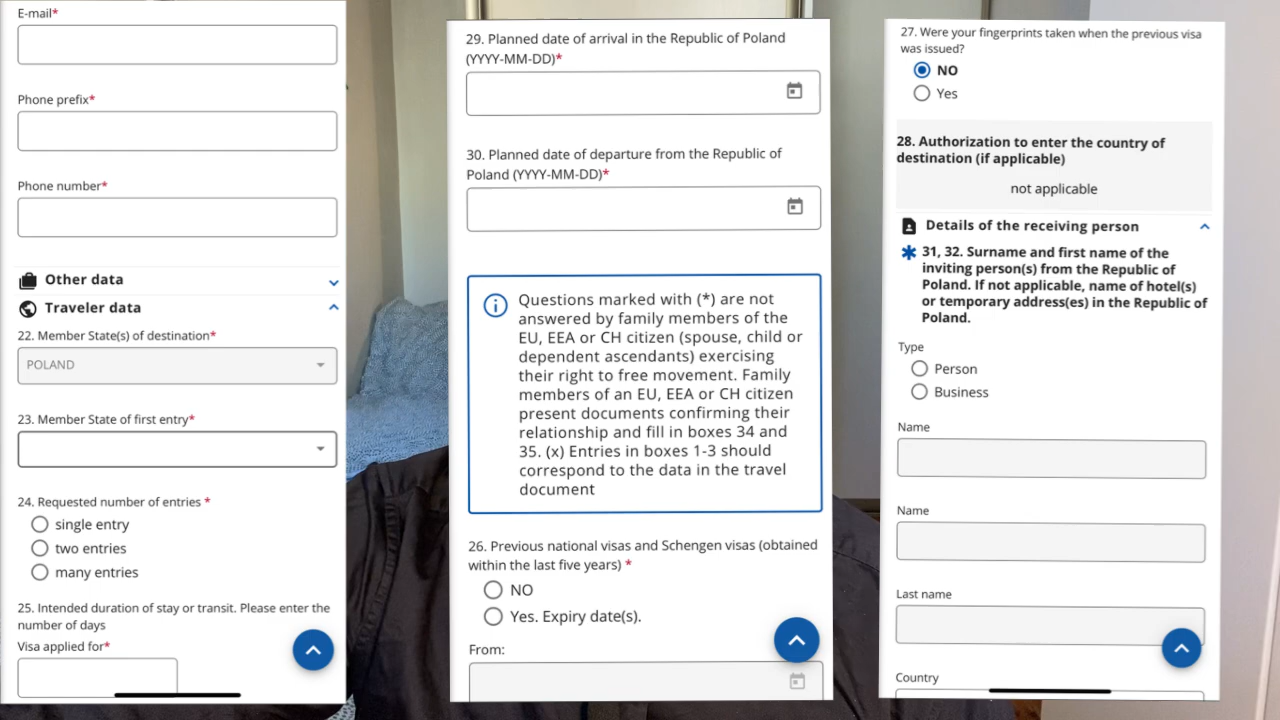 E-mail*
Phone prefix*
Phone number*
Other data
Traveler data
22. Member State(s) of destination*
POLAND
23. Member State of first entry*
24. Requested number of entries *
single entry
two entries
many entries
25. Intended duration of stay or transit. Please enter the
number of days
Visa applied for*
29. Planned date of arrival in the Republic of Poland
(YYYY-MM-DD)*
30. Planned date of departure from the Republic of
Poland (YYYY-MM-DD)*
Questions marked with (*) are not
answered by family members of the
EU, EEA or CH citizen (spouse, child or
dependent ascendants) exercising
their right to free movement. Family
members of an EU, EEA or CH citizen
present documents confirming their
relationship and fill in boxes 34 and
35. (x) Entries in boxes 1-3 should
correspond to the data in the travel
document
26. Previous national visas and Schengen visas (obtained
within the last five years) *
NO
Yes. Expiry date(s).
From:
27. Were your fingerprints taken when the previous visa
was issued?
NO
Yes
28. Authorization to enter the country of
destination (if applicable)
not applicable
Details of the receiving person
31, 32. Surname and first name of the
inviting person(s) from the Republic of
Poland. If not applicable, name of hotel(s)
or temporary address(es) in the Republic of
Poland.
Type
Person
Business
Name
Name
Last name
Country